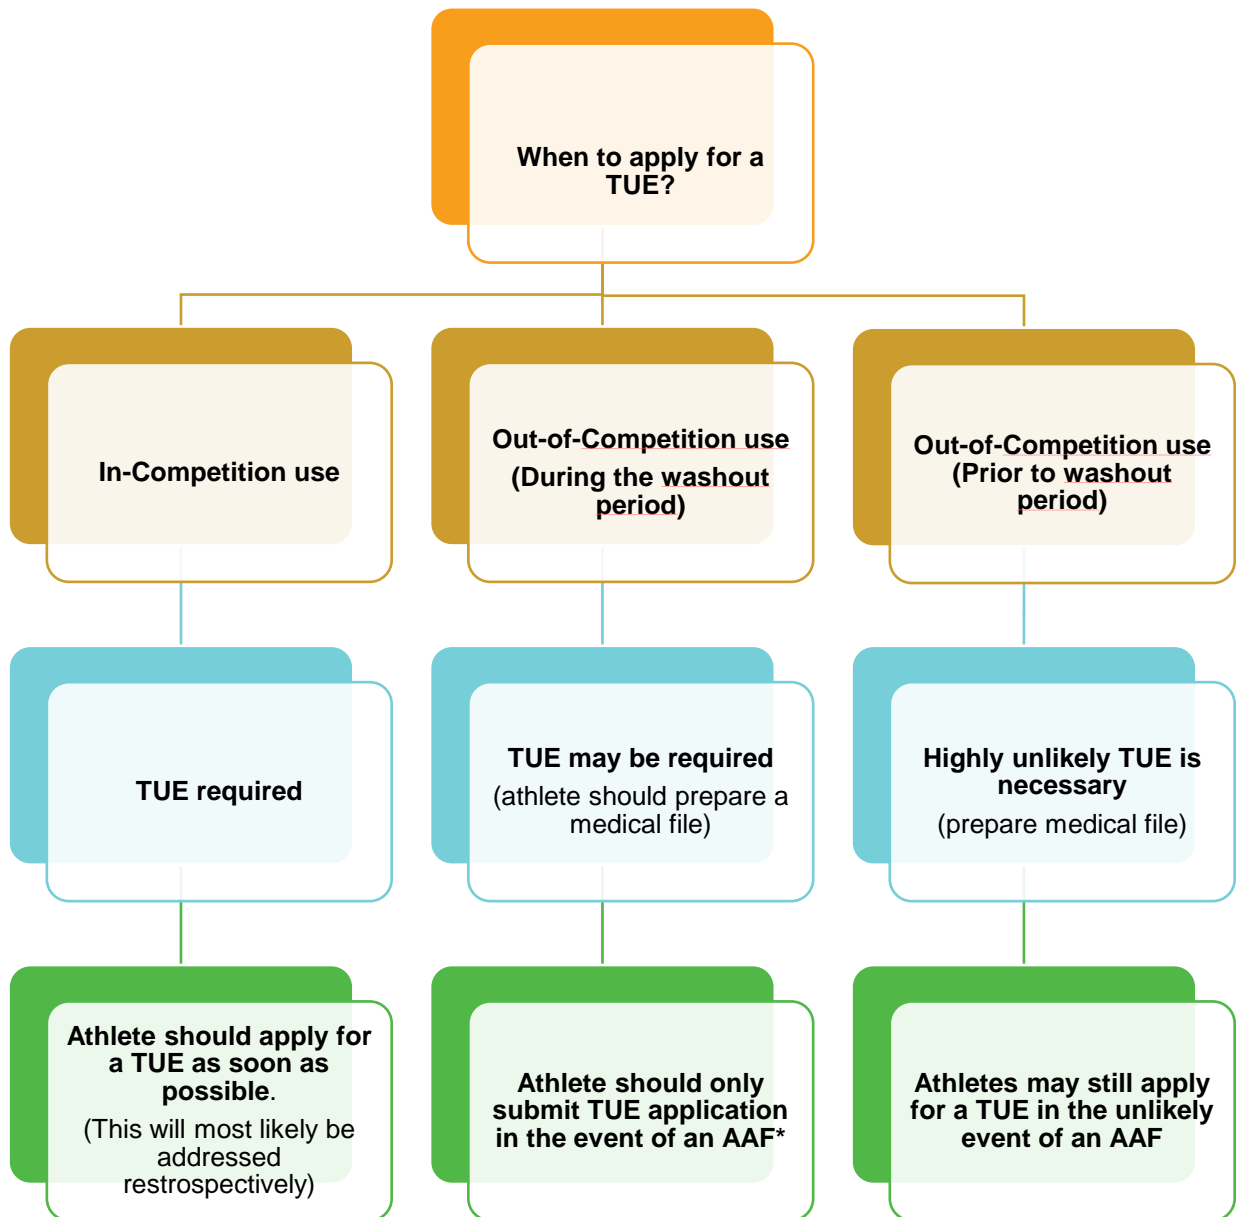 When to apply for a
TUE?
In-Competition use
Out-of-Competition use
(During the washout
period)
Out-of-Competition use
(Prior to washout
period)
TUE required
TUE may be required
(athlete should prepare a
medical file)
Highly unlikely TUE is
necessary
(prepare medical file)
Athlete should apply for
a TUE as soon as
possible.
(This will most likely be
addressed
restrospectively)
Athlete should only
submit TUE application
in the event of an AAF*
Athletes may still apply
for a TUE in the unlikely
event of an AAF